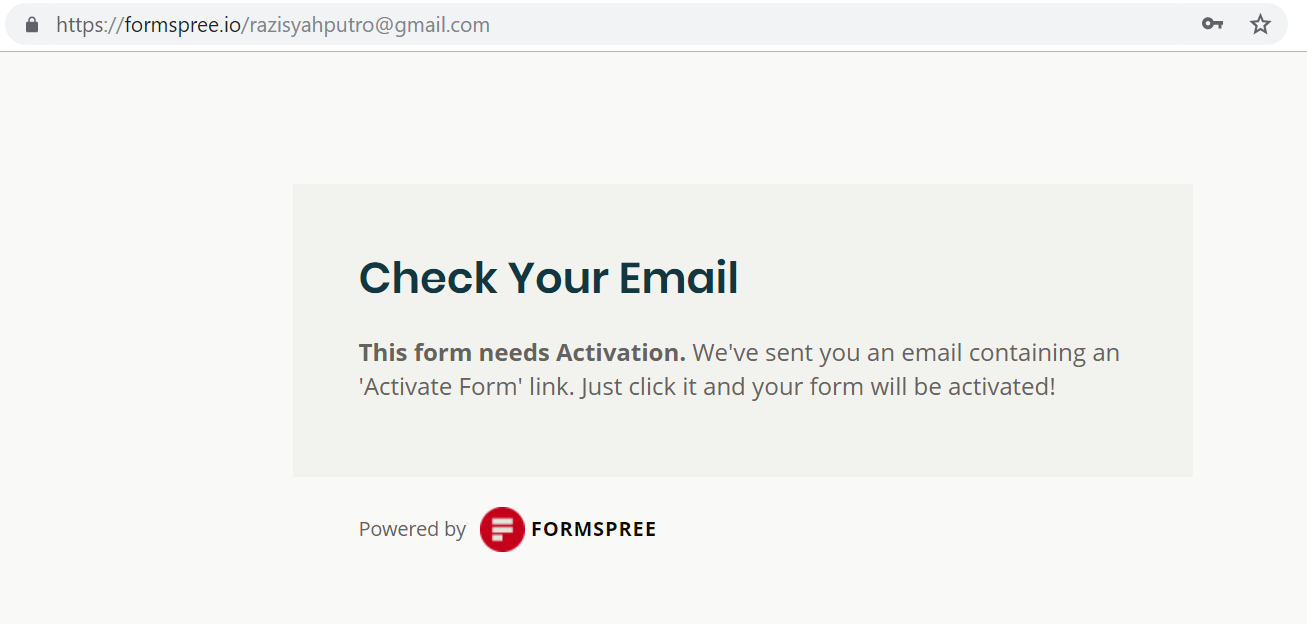 https://formspree.io/razisyahputro@gmail.com
Check Your Email
This form needs Activation. We've sent you an email containing an
'Activate Form' link. Just click it and your form will be activated!
Powered by FORMSPREE